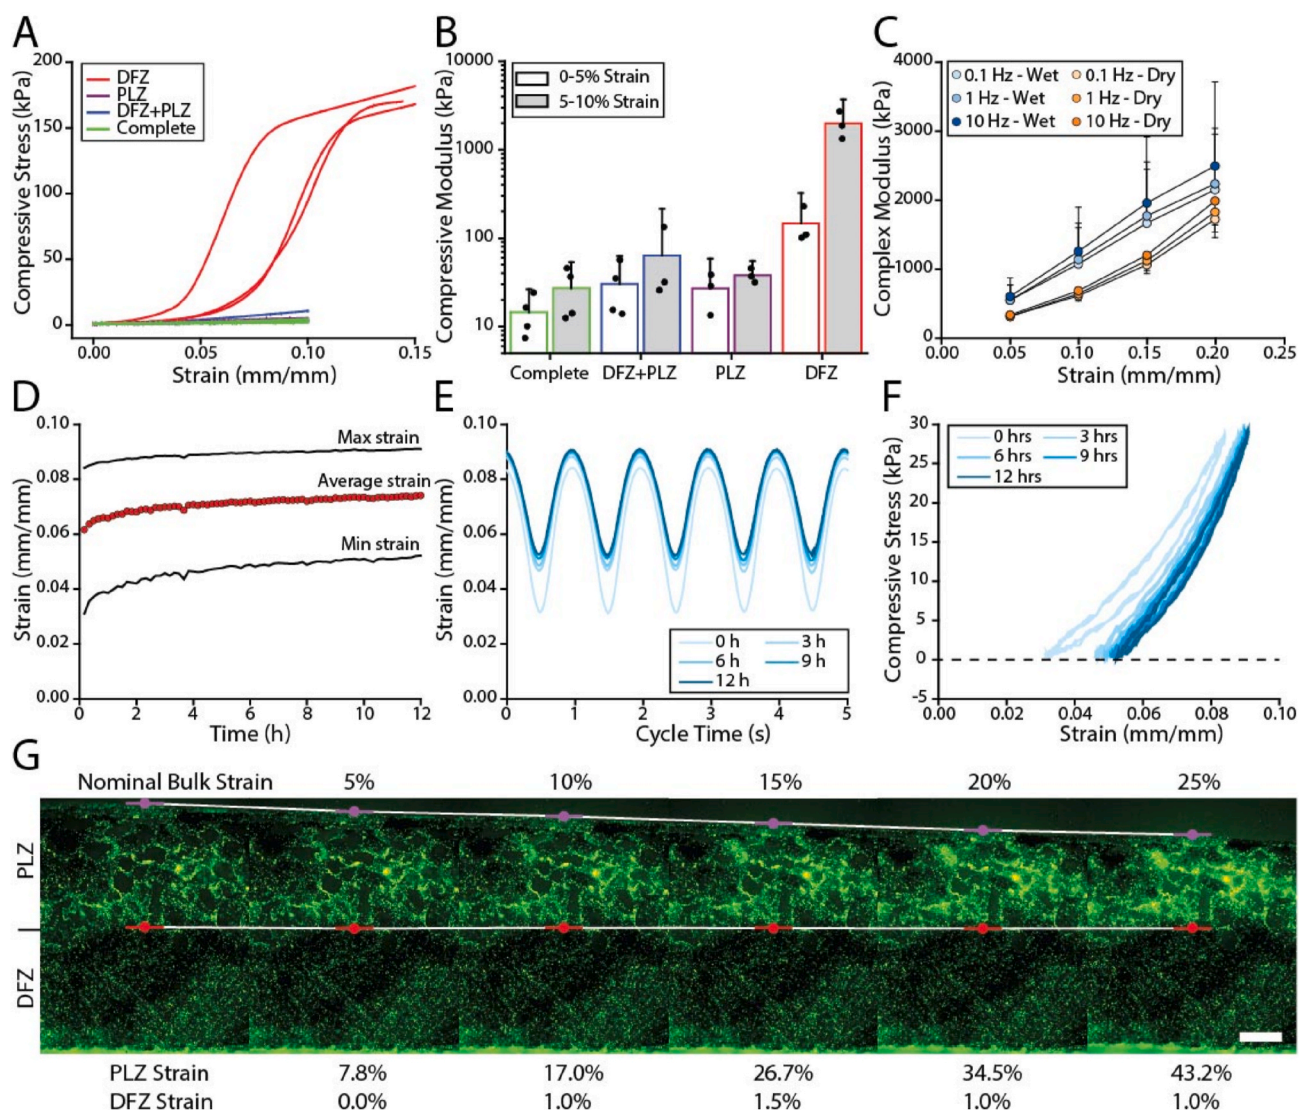 A
Compressive Stress (kPa)
200
150
100
50
0
DFZ
PLZ
DFZ+PLZ
Complete
0.00 0.05 0.10 0.15
Strain (mm/mm)
B
Compressive Modulus (kPa)
10000
1000
100
10
0-5% Strain
5-10% Strain
Complete DFZ+PLZ PLZ DFZ
C
Complex Modulus (kPa)
4000
3000
2000
1000
0
0.1 Hz - Wet 0.1 Hz - Dry
1 Hz - Wet 1 Hz - Dry
10 Hz - Wet 10 Hz - Dry
0.00 0.05 0.10 0.15 0.20 0.25
Strain (mm/mm)
D
Strain (mm/mm)
0.10
0.08
0.06
0.04
0.02
0.00
Max strain
Average strain
Min strain
0 2 4 6 8 10 12
Time (h)
E
Strain (mm/mm)
0.10
0.08
0.06
0.04
0.02
0.00
0 h 3 h
6 h 9 h
12 h
0 1 2 3 4 5
Cycle Time (s)
F
Compressive Stress (kPa)
30
25
20
15
10
5
0
-5
0 hrs 3 hrs
6 hrs 9 hrs
12 hrs
0.00 0.02 0.04 0.06 0.08 0.10
Strain (mm/mm)
G
Nominal Bulk Strain 5% 10% 15% 20% 25%
PLZ
DFZ
PLZ Strain 7.8% 17.0% 26.7% 34.5% 43.2%
DFZ Strain 0.0% 1.0% 1.5% 1.0% 1.0%